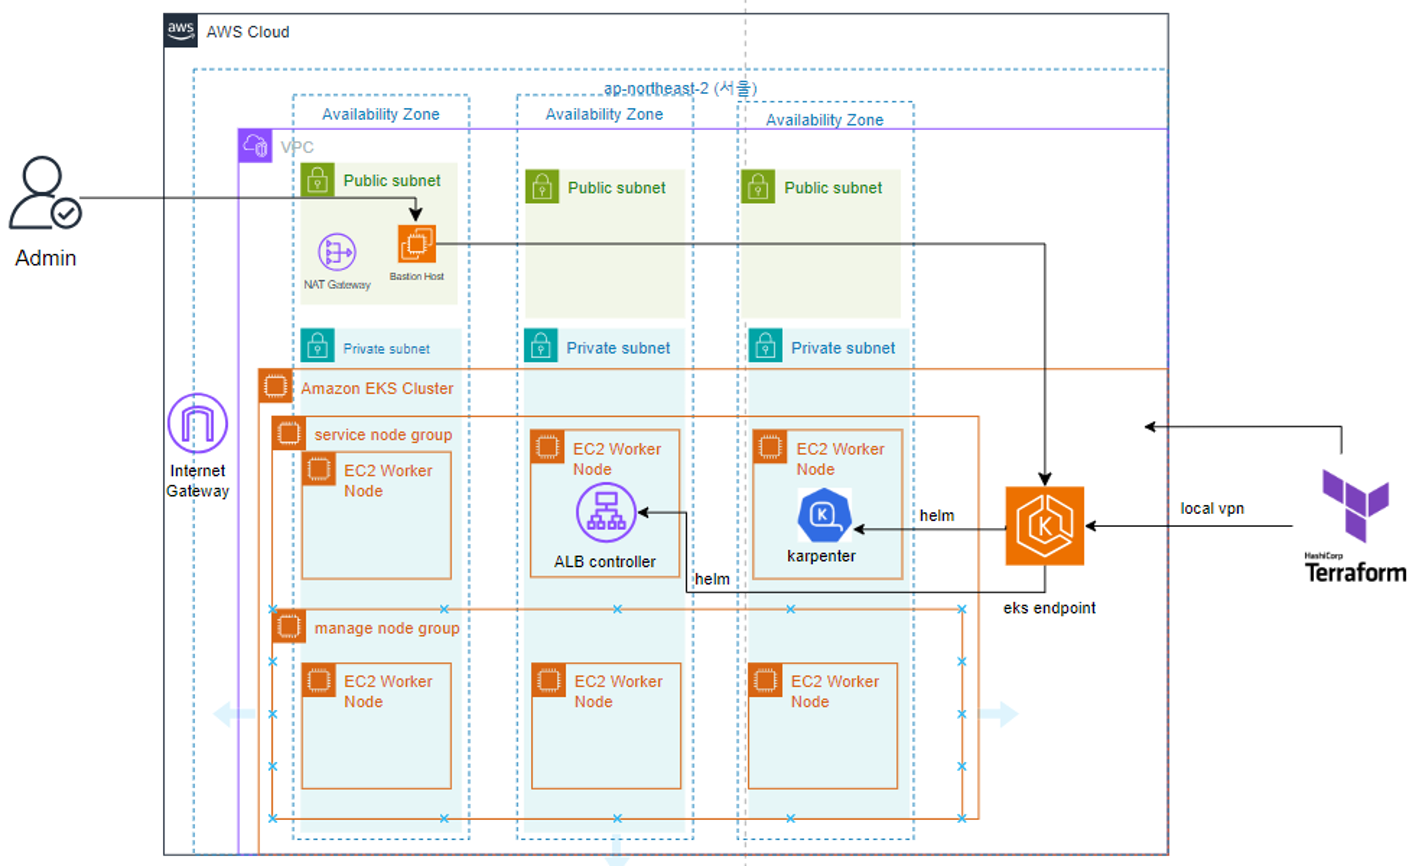 aws
AWS Cloud
ap-northeast-2 (서울)
Availability Zone
Availability Zone
Availability Zone
VPC
Public subnet
Public subnet
Public subnet
Admin
NAT Gateway
Bastion Host
Private subnet
Private subnet
Private subnet
Amazon EKS Cluster
service node group
EC2 Worker
Node
EC2 Worker
Node
EC2 Worker
Node
Internet
Gateway
K
K
local vpn
helm
ALB controller
karpenter
HashiCorp
Terraform
helm
eks endpoint
manage node group
EC2 Worker
Node
EC2 Worker
Node
EC2 Worker
Node